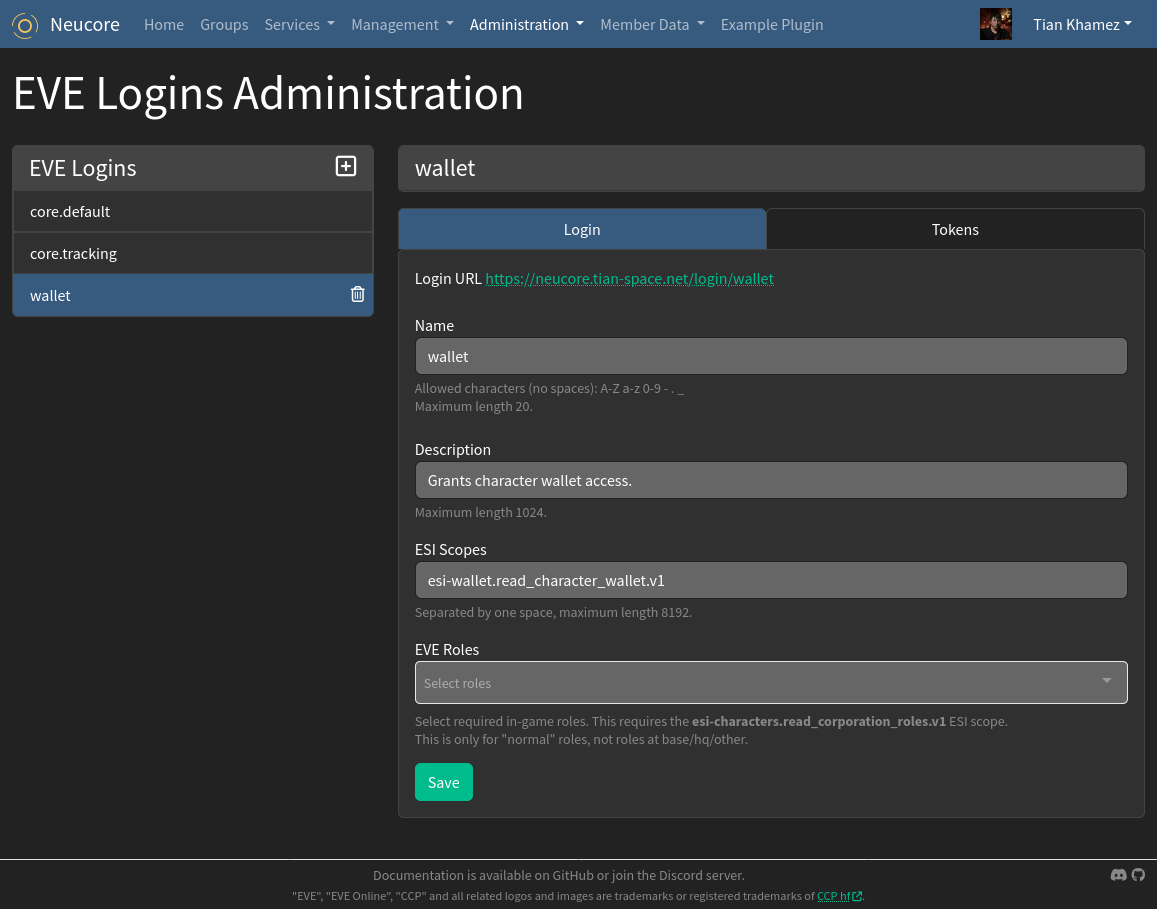 Neucore Home Groups Services Management Administration Member Data Example Plugin Tian Khamez
EVE Logins Administration
EVE Logins
core.default
core.tracking
wallet
wallet
Login Tokens
Login URL https://neucore.tian-space.net/login/wallet
Name
wallet
Allowed characters (no spaces): A-Z a-z 0-9 - . _
Maximum length 20.
Description
Grants character wallet access.
Maximum length 1024.
ESI Scopes
esi-wallet.read_character_wallet.v1
Separated by one space, maximum length 8192.
EVE Roles
Select roles
Select required in-game roles. This requires the esi-characters.read_corporation_roles.v1 ESI scope.
This is only for "normal" roles, not roles at base/hq/other.
Save
Documentation is available on GitHub or join the Discord server.
"EVE", "EVE Online", "CCP" and all related logos and images are trademarks or registered trademarks of CCP hf.